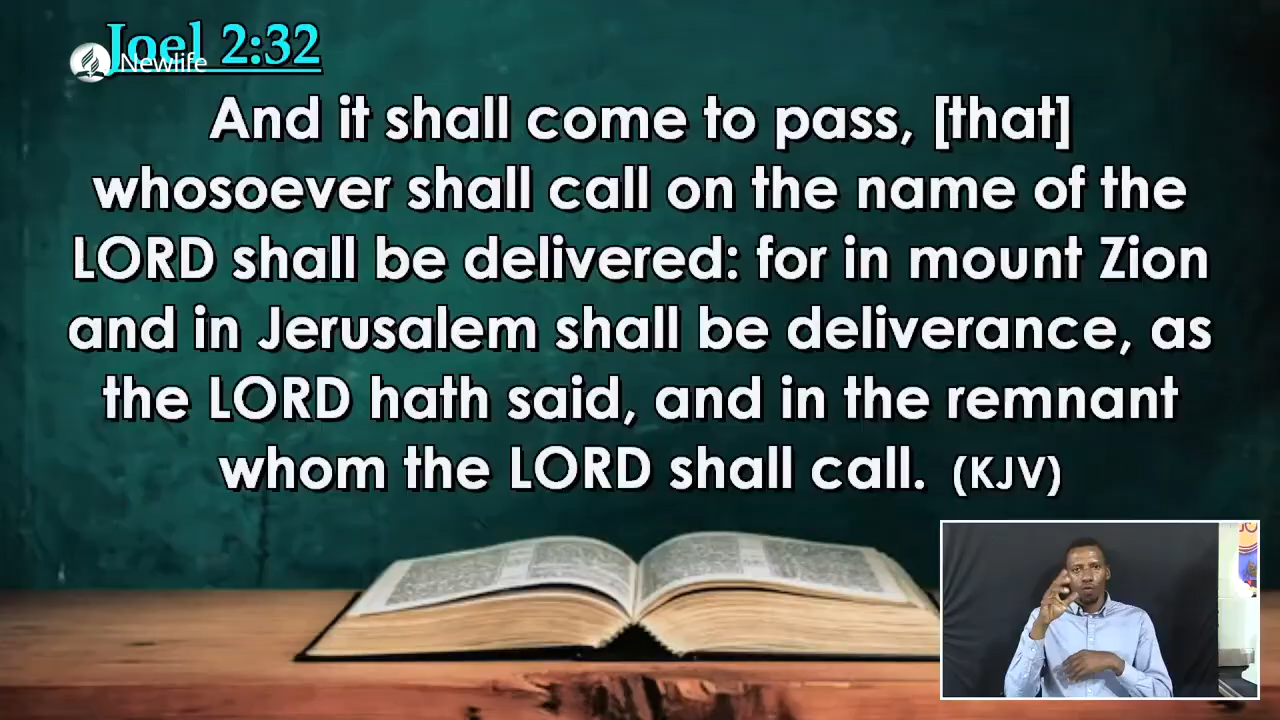 Joel 2:32
Newlife
And it shall come to pass, [that]
whosoever shall call on the name of the
LORD shall be delivered: for in mount Zion
and in Jerusalem shall be deliverance, as
the LORD hath said, and in the remnant
whom the LORD shall call. (KJV)